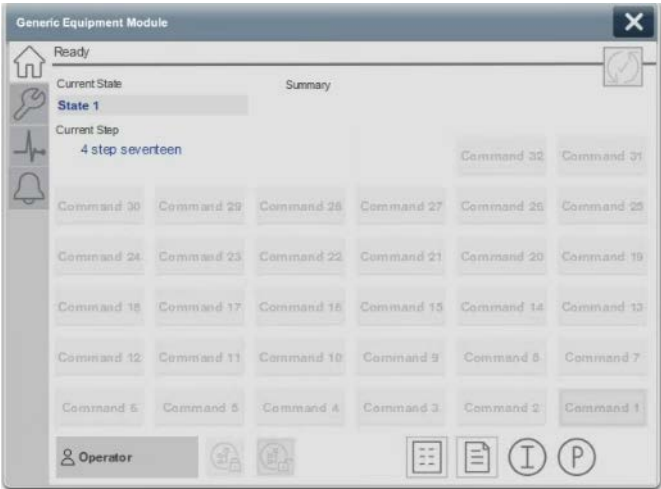 Generic Equipment Module
Ready
Current State
Summary
State 1
Current Step
4 step seventeen
Command 32 Command 31
Command 30 Command 29 Command 28 Command 27 Command 26 Command 25
Command 24 Command 23 Command 22 Command 21 Command 20 Command 19
Command 18 Command 17 Command 16 Command 15 Command 14 Command 13
Command 12 Command 11 Command 10 Command 9 Command 8 Command 7
Command 6 Command 5 Command 4 Command 3 Command 2 Command 1
Operator
I
P